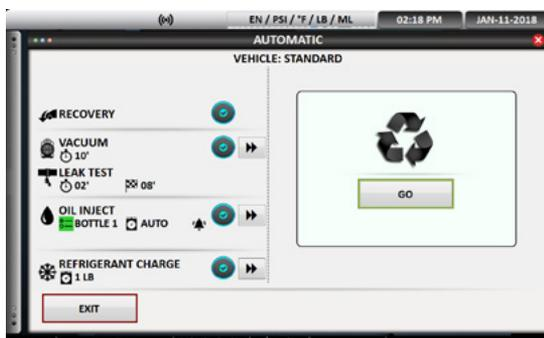 EN / PSI / °F / LB / ML 02:18 PM JAN-11-2018
AUTOMATIC
VEHICLE: STANDARD
RECOVERY
VACUUM
10'
LEAK TEST
02' 08'
OIL INJECT
BOTTLE 1 AUTO
REFRIGERANT CHARGE
1 LB
EXIT
GO